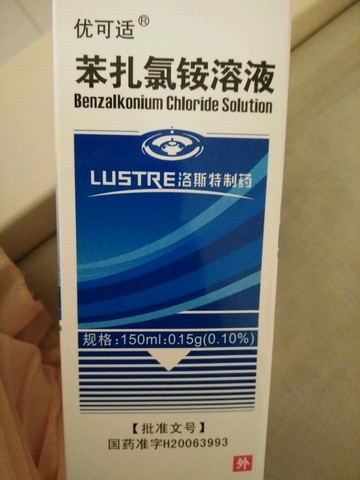 优可适®
苯扎氯铵溶液
Benzalkonium Chloride Solution
LUSTRE洛斯特制药
规格:150ml:0.15g(0.10%)
【批准文号】
国药准字H20063993
外